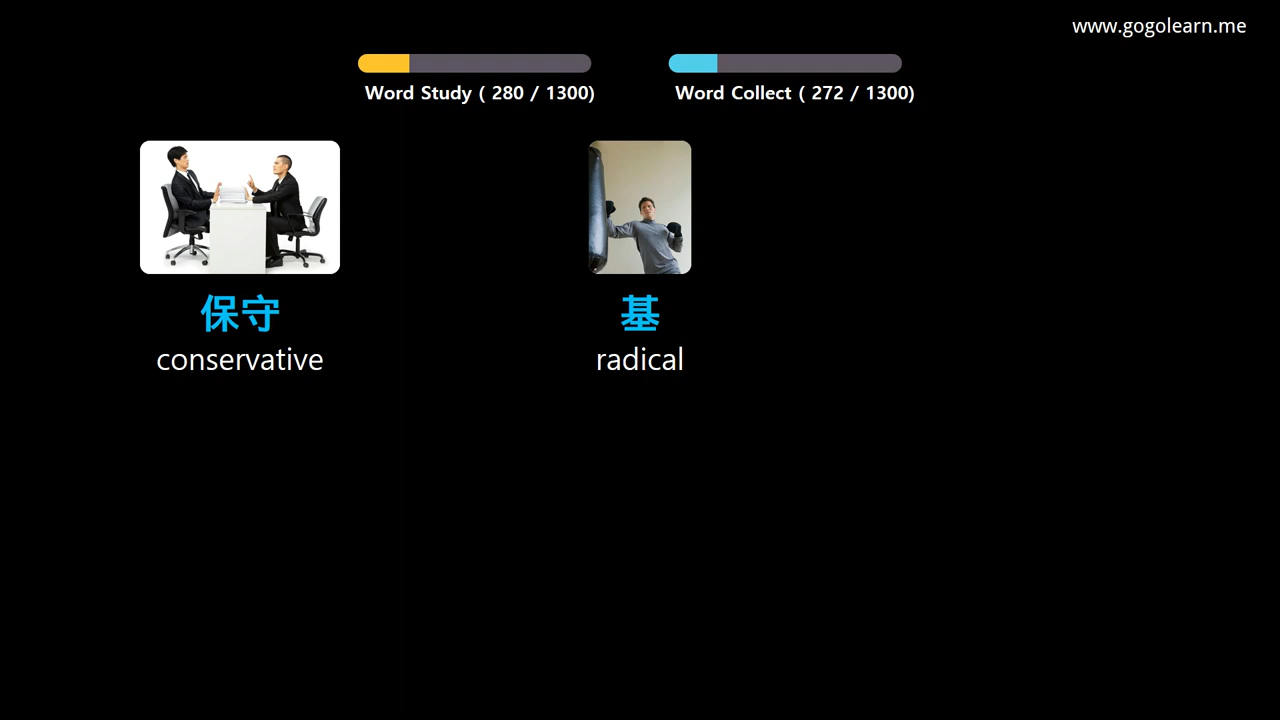 www.gogolearn.me
Word Study ( 280 / 1300)
Word Collect ( 272 / 1300)
保守
conservative
基
radical